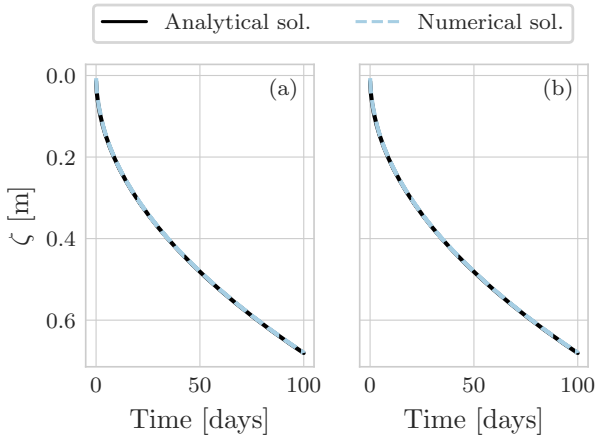 Analytical sol. Numerical sol.
(a) (b)
0.0
0.2
0.4
0.6
ζ [m]
0 50 100 0 50 100
Time [days] Time [days]